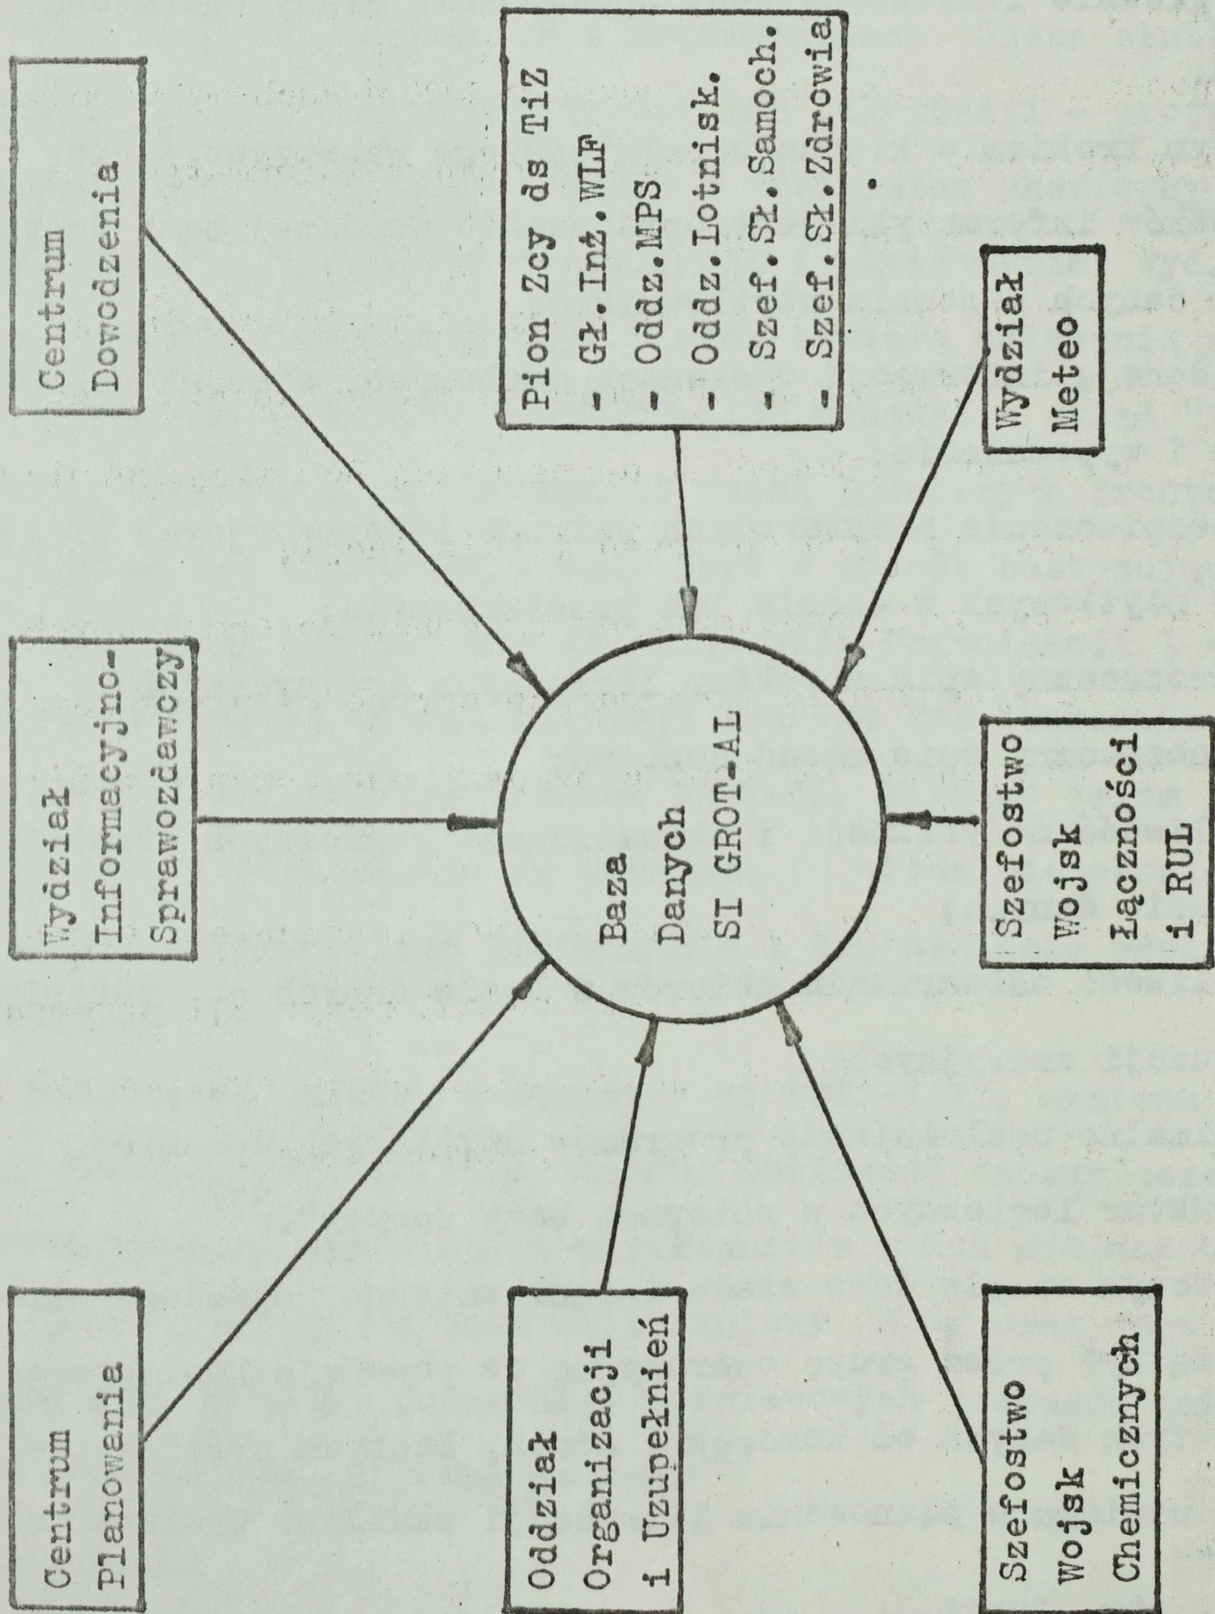 Centrum
Planowania
Wydział
Informacyjno-
Sprawozdawczy
Centrum
Dowodzenia
Oddział
Organizacji
i Uzupełnień
Baza
Danych
SI GROT-AL
Pion Zcy ds TiZ
- Gł.Inż.WLF
- Oddz.MPS
- Oddz.Lotnisk.
- Szef.Sł.Samoch.
- Szef.Sł.Zdrowia
Szefostwo
Wojsk
Chemicznych
Szefostwo
Wojsk
Łączności
i RUL
Wydział
Meteo